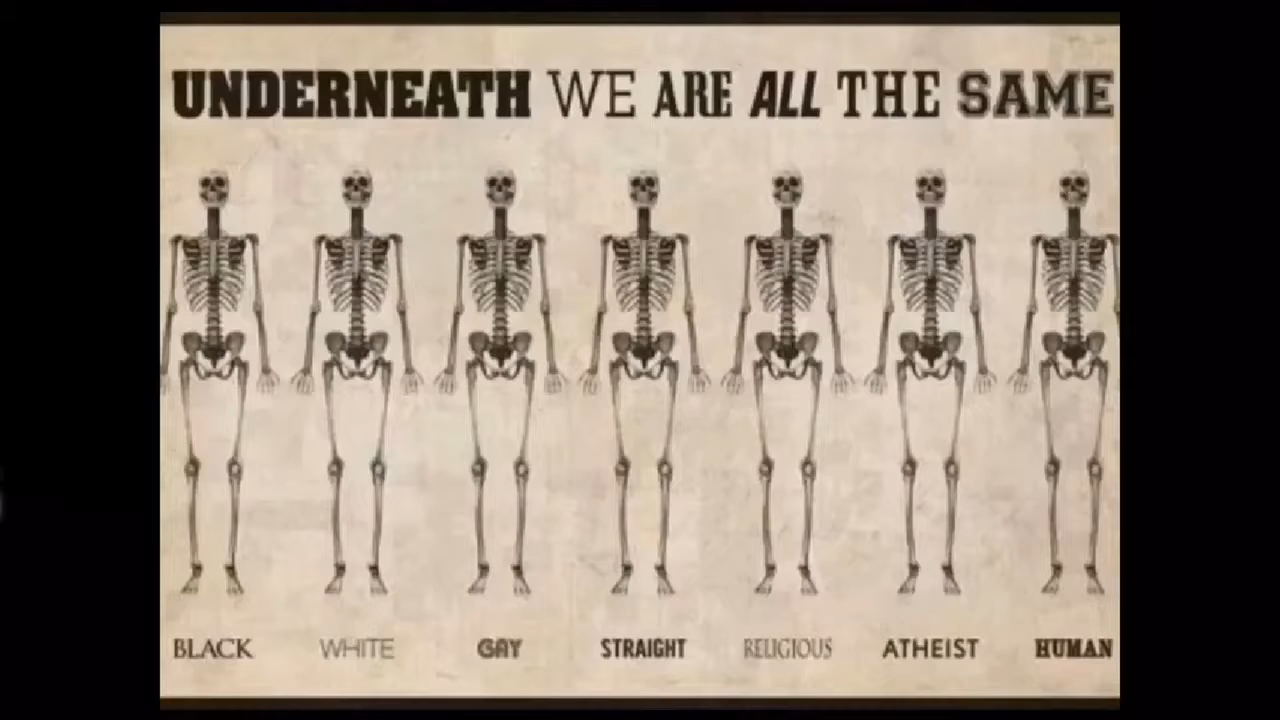 UNDERNEATH WE ARE ALL THE SAME
BLACK WHITE GAY STRAIGHT RELIGIOUS ATHEIST HUMAN